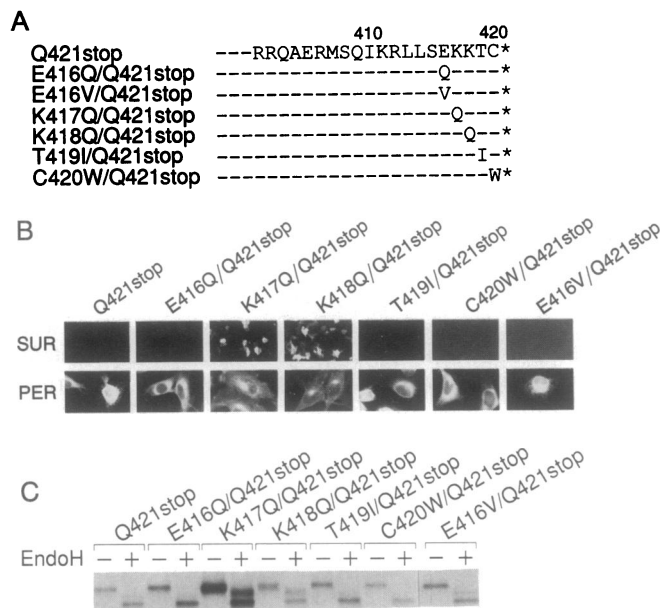 A
410 420
Q421stop ---RRQAERMSQIKRLLSEKKTC*
E416Q/Q421stop ------------------Q----*
E416V/Q421stop ------------------V----*
K417Q/Q421stop -------------------Q---*
K418Q/Q421stop --------------------Q--*
T419I/Q421stop ---------------------I-*
C420W/Q421stop ----------------------W*
B
Q421stop E416Q/Q421stop K417Q/Q421stop K418Q/Q421stop T419I/Q421stop C420W/Q421stop E416V/Q421stop
SUR
PER
C
Q421stop E416Q/Q421stop K417Q/Q421stop K418Q/Q421stop T419I/Q421stop C420W/Q421stop E416V/Q421stop
EndoH − + − + − + − + − + − + − +